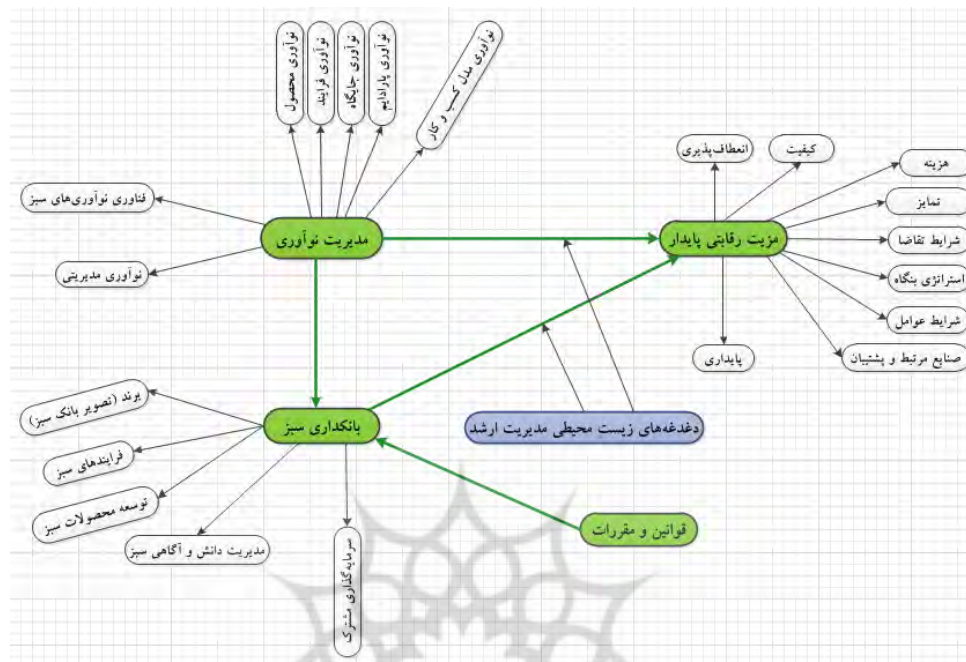 نوآوری محصول
نوآوری فرایند
نوآوری جایگاه
نوآوری پارادایم
نوآوری مدل کسب و کار
فناوری نوآوری‌های سبز
نوآوری مدیریتی
مدیریت نوآوری
انعطاف‌پذیری
کیفیت
هزینه
تمایز
شرایط تقاضا
استراتژی بنگاه
شرایط عوامل
صنایع مرتبط و پشتیبان
پایداری
مزیت رقابتی پایدار
بانکداری سبز
برند (تصویر بانک سبز)
فرایندهای سبز
توسعه محصولات سبز
مدیریت دانش و آگاهی سبز
سرمایه‌گذاری مشترک
دغدغه‌های زیست محیطی مدیریت ارشد
قوانین و مقررات